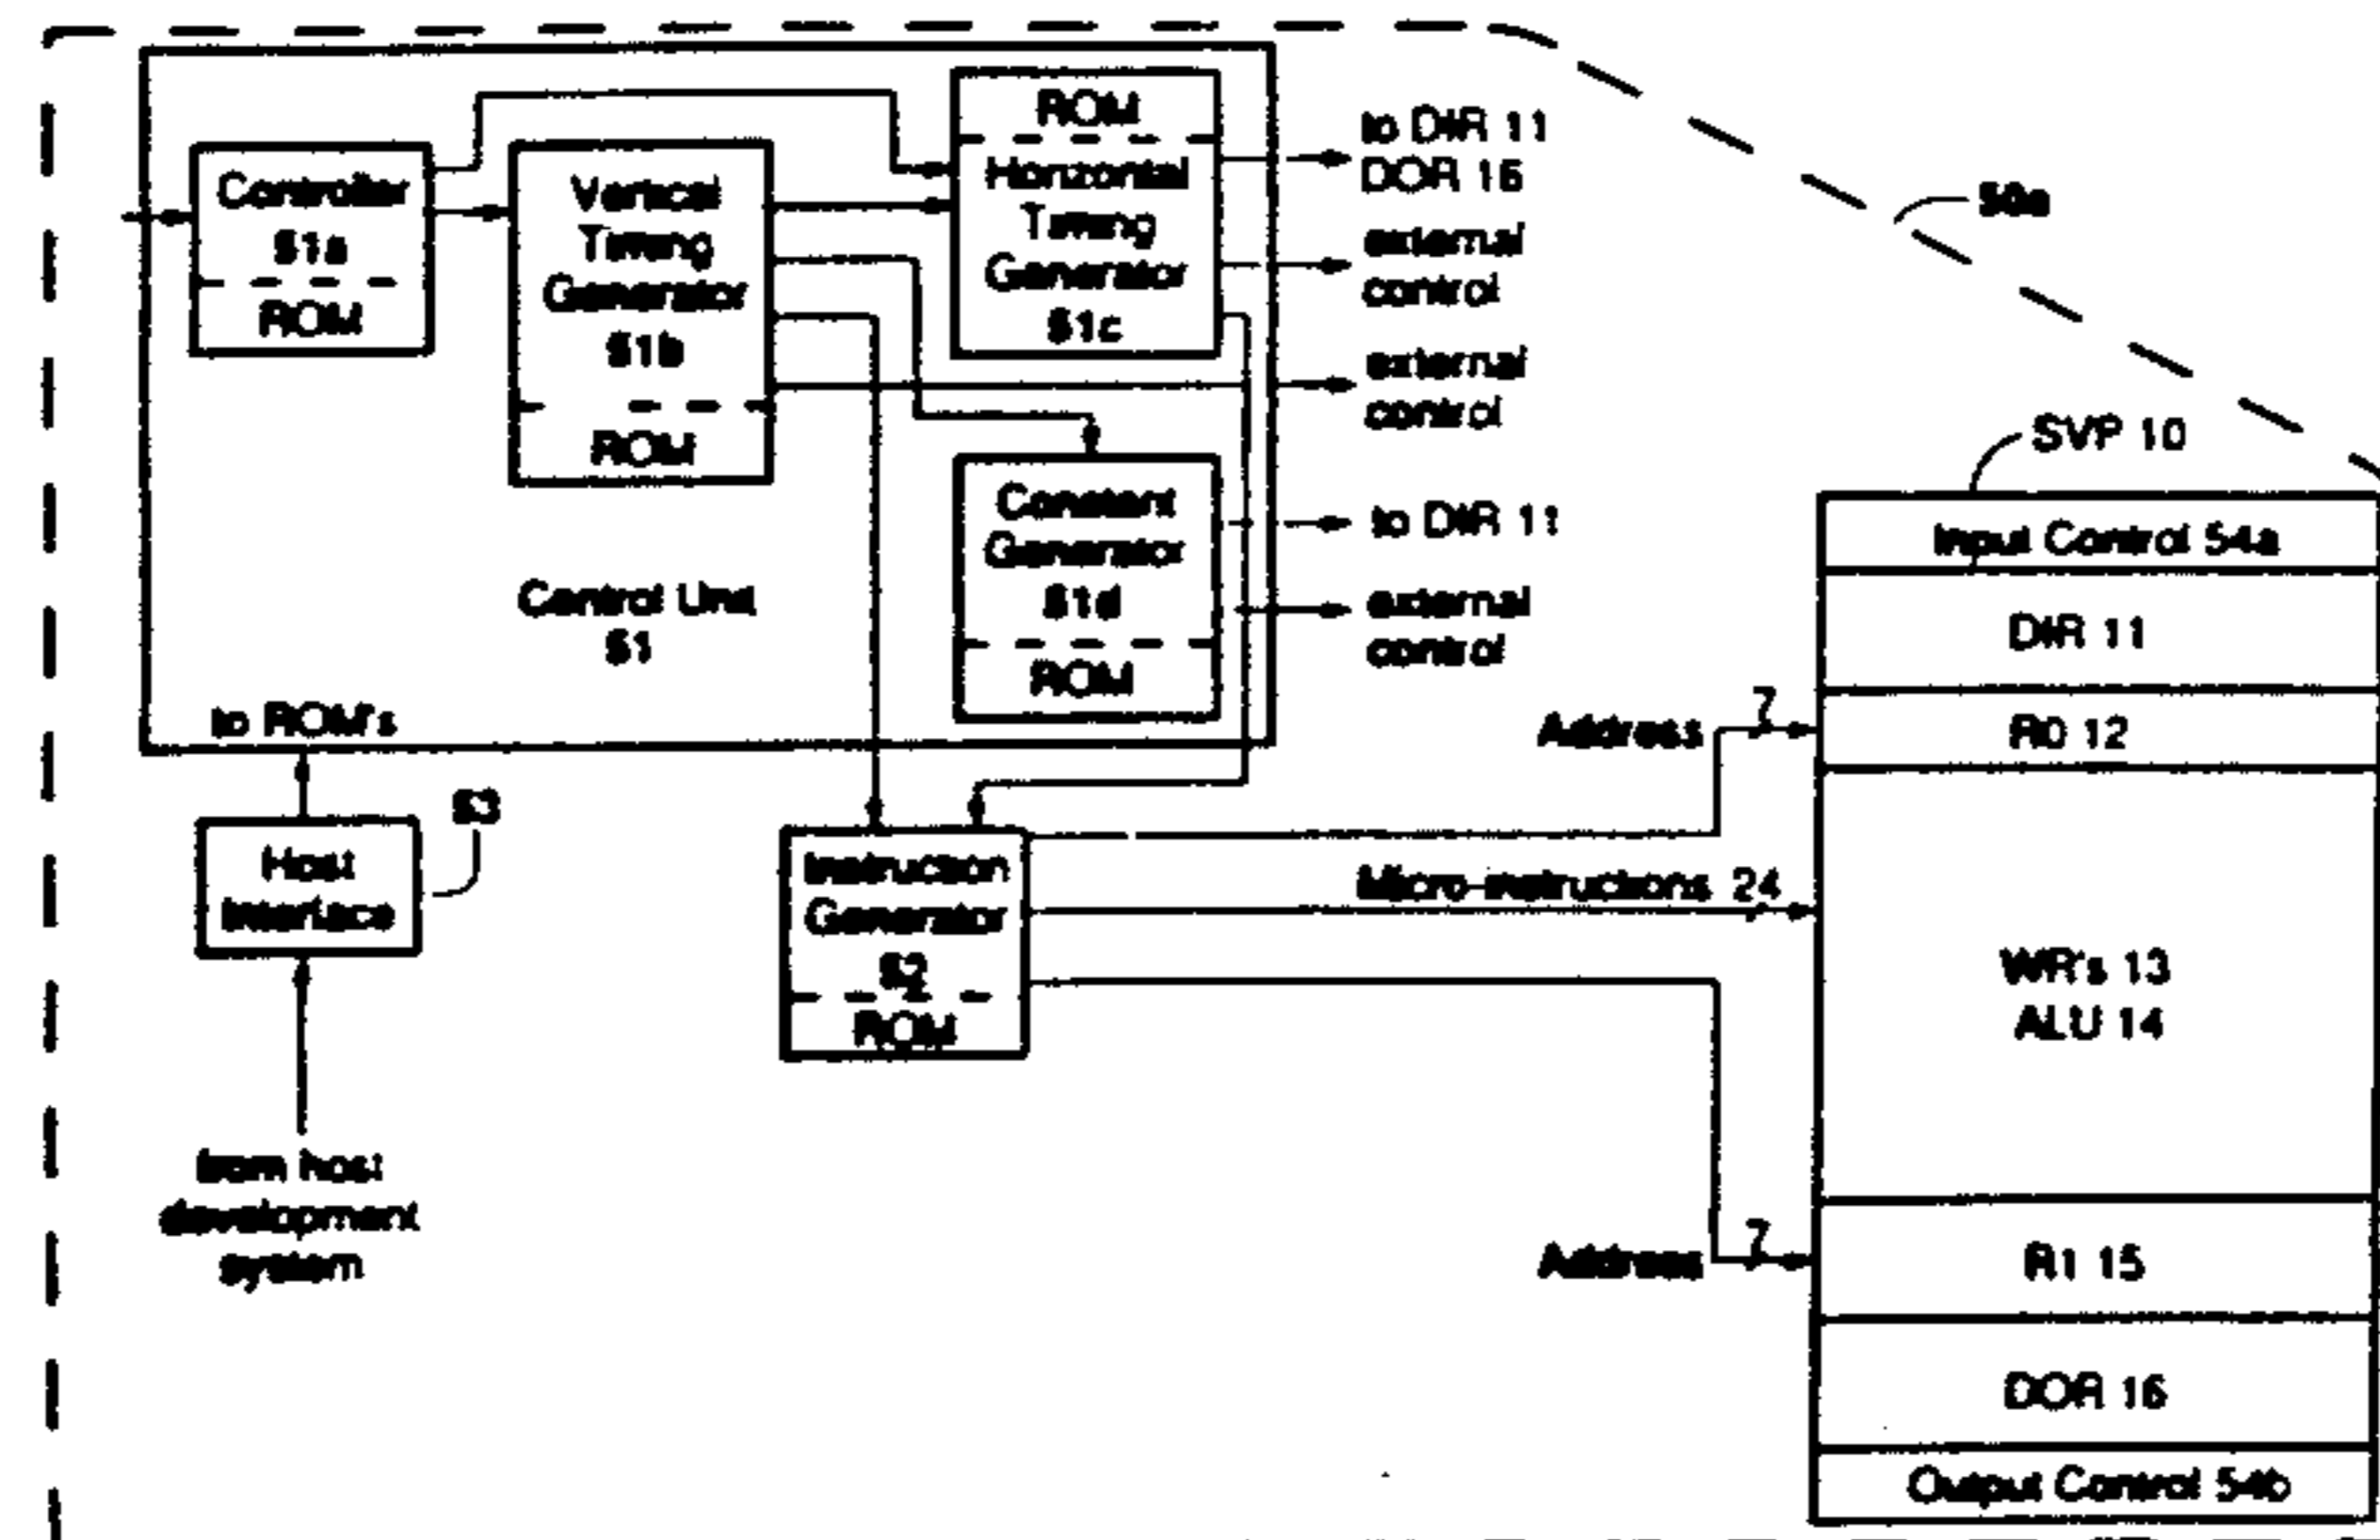 ROM
Horizontal
Timing
Generator
51c
to DIR 11
DOR 16
external
control
Controller
51a
ROM
Vertical
Timing
Generator
51b
ROM
external
control
50a
SVP 10
Constant
Generator
51d
ROM
to DIR 11
external
control
Control Unit
51
to ROM's
Host
Interface
53
from host
development
system
Instruction
Generator
52
ROM
Address 7
Micro-instructions 24
Address 7
Input Control 54a
DIR 11
R0 12
WR's 13
ALU 14
R1 15
DOR 16
Output Control 54b